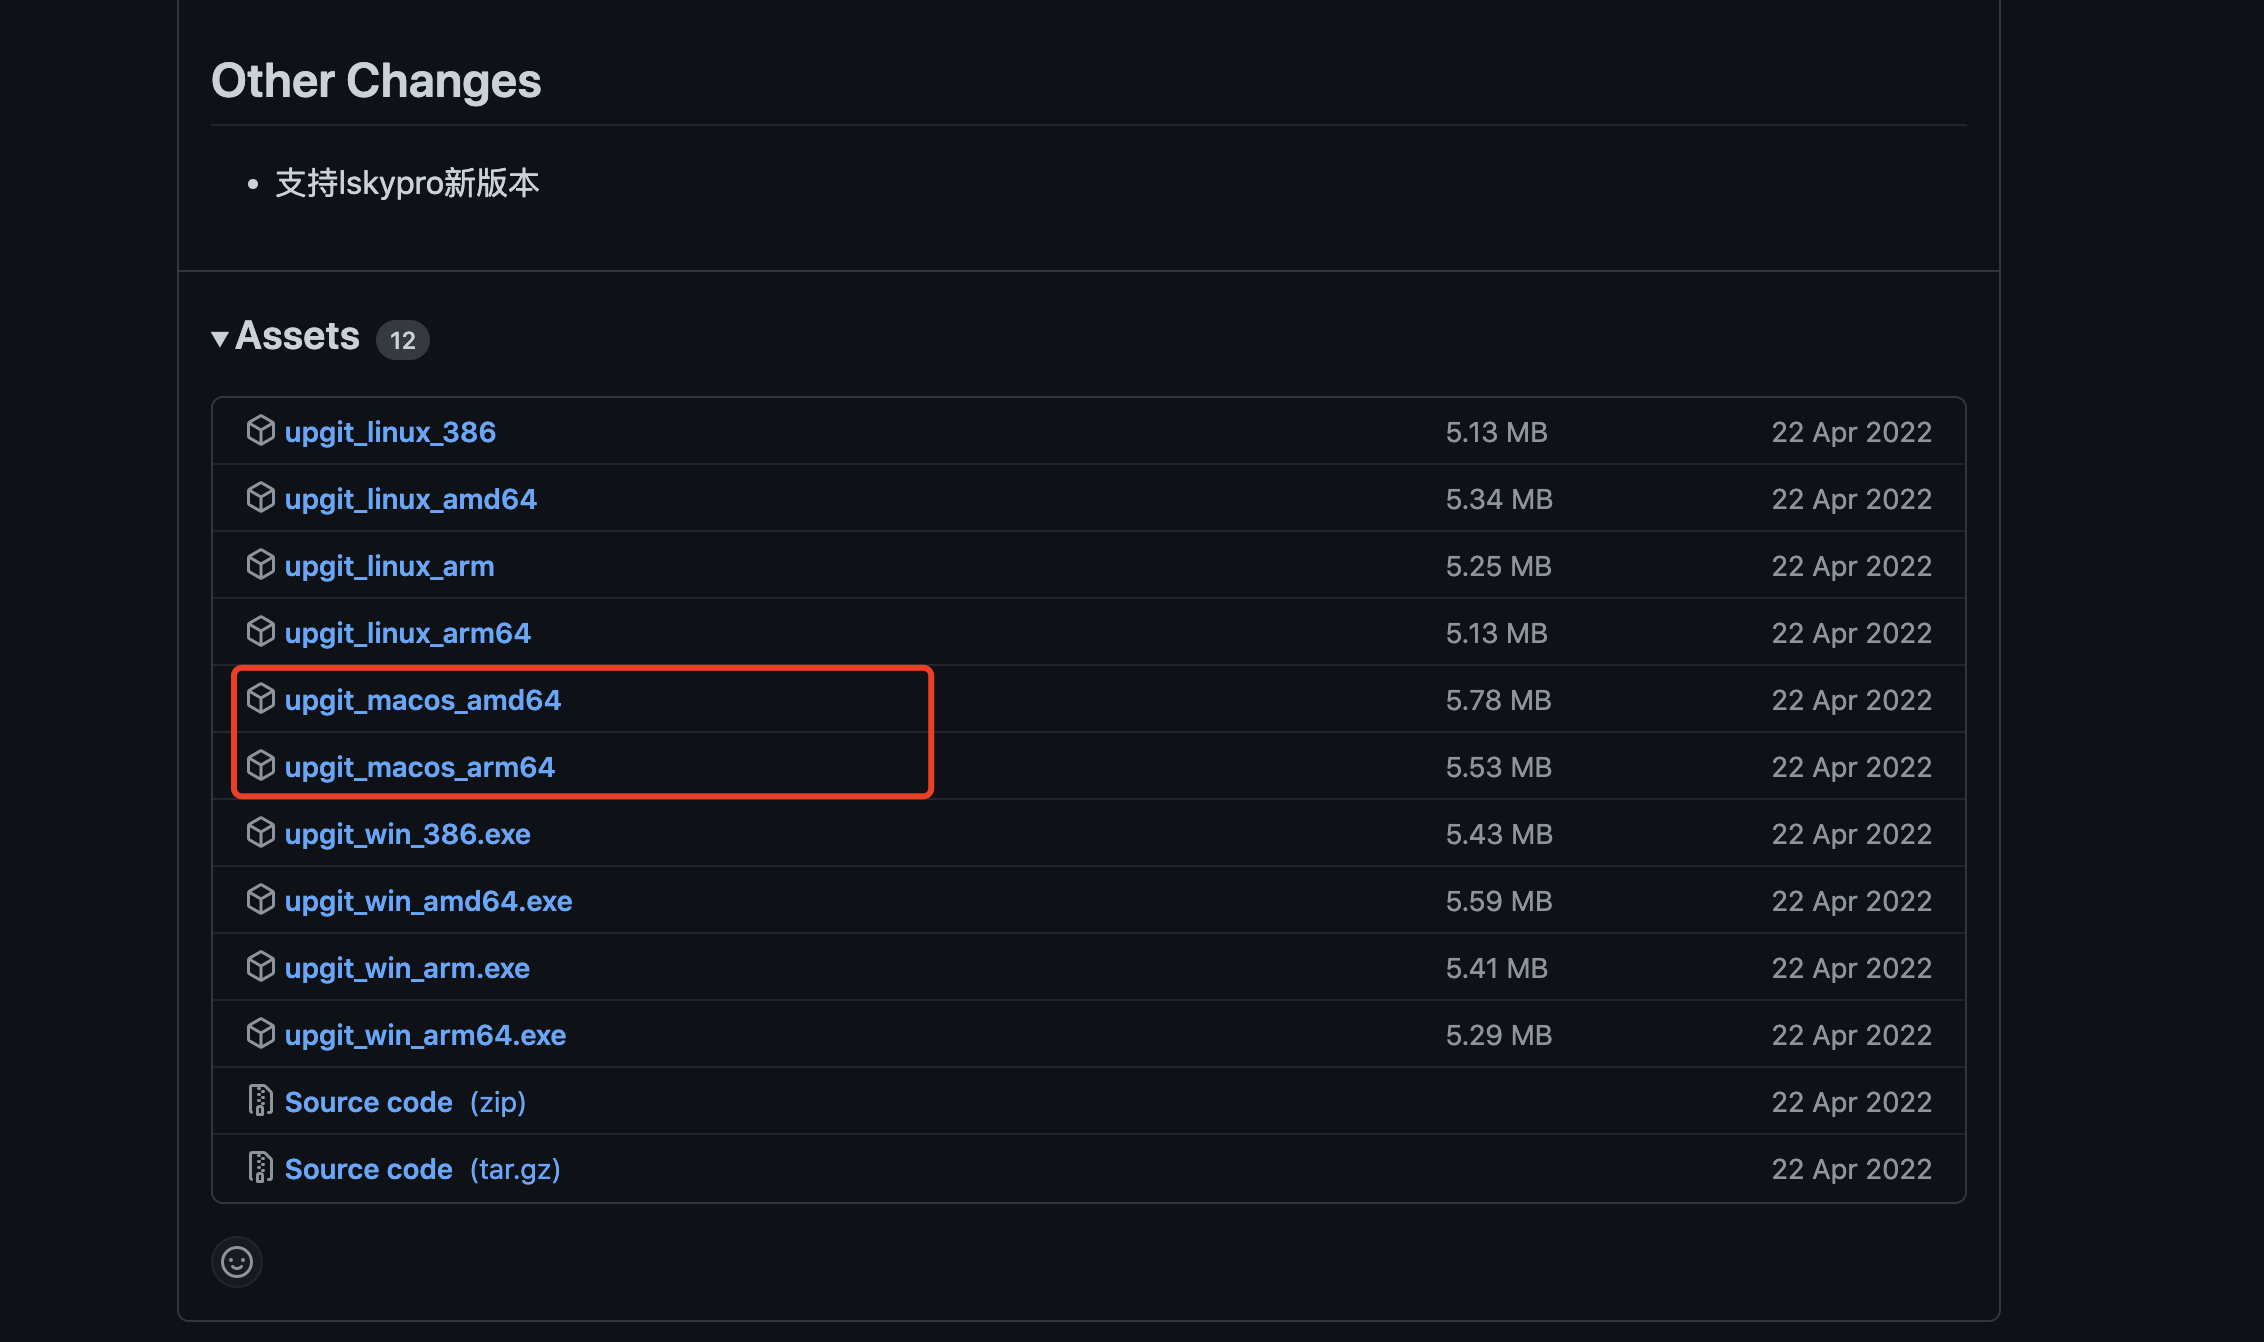 Other Changes
支持lskypro新版本
Assets 12
upgit_linux_386 5.13 MB 22 Apr 2022
upgit_linux_amd64 5.34 MB 22 Apr 2022
upgit_linux_arm 5.25 MB 22 Apr 2022
upgit_linux_arm64 5.13 MB 22 Apr 2022
upgit_macos_amd64 5.78 MB 22 Apr 2022
upgit_macos_arm64 5.53 MB 22 Apr 2022
upgit_win_386.exe 5.43 MB 22 Apr 2022
upgit_win_amd64.exe 5.59 MB 22 Apr 2022
upgit_win_arm.exe 5.41 MB 22 Apr 2022
upgit_win_arm64.exe 5.29 MB 22 Apr 2022
Source code (zip) 22 Apr 2022
Source code (tar.gz) 22 Apr 2022